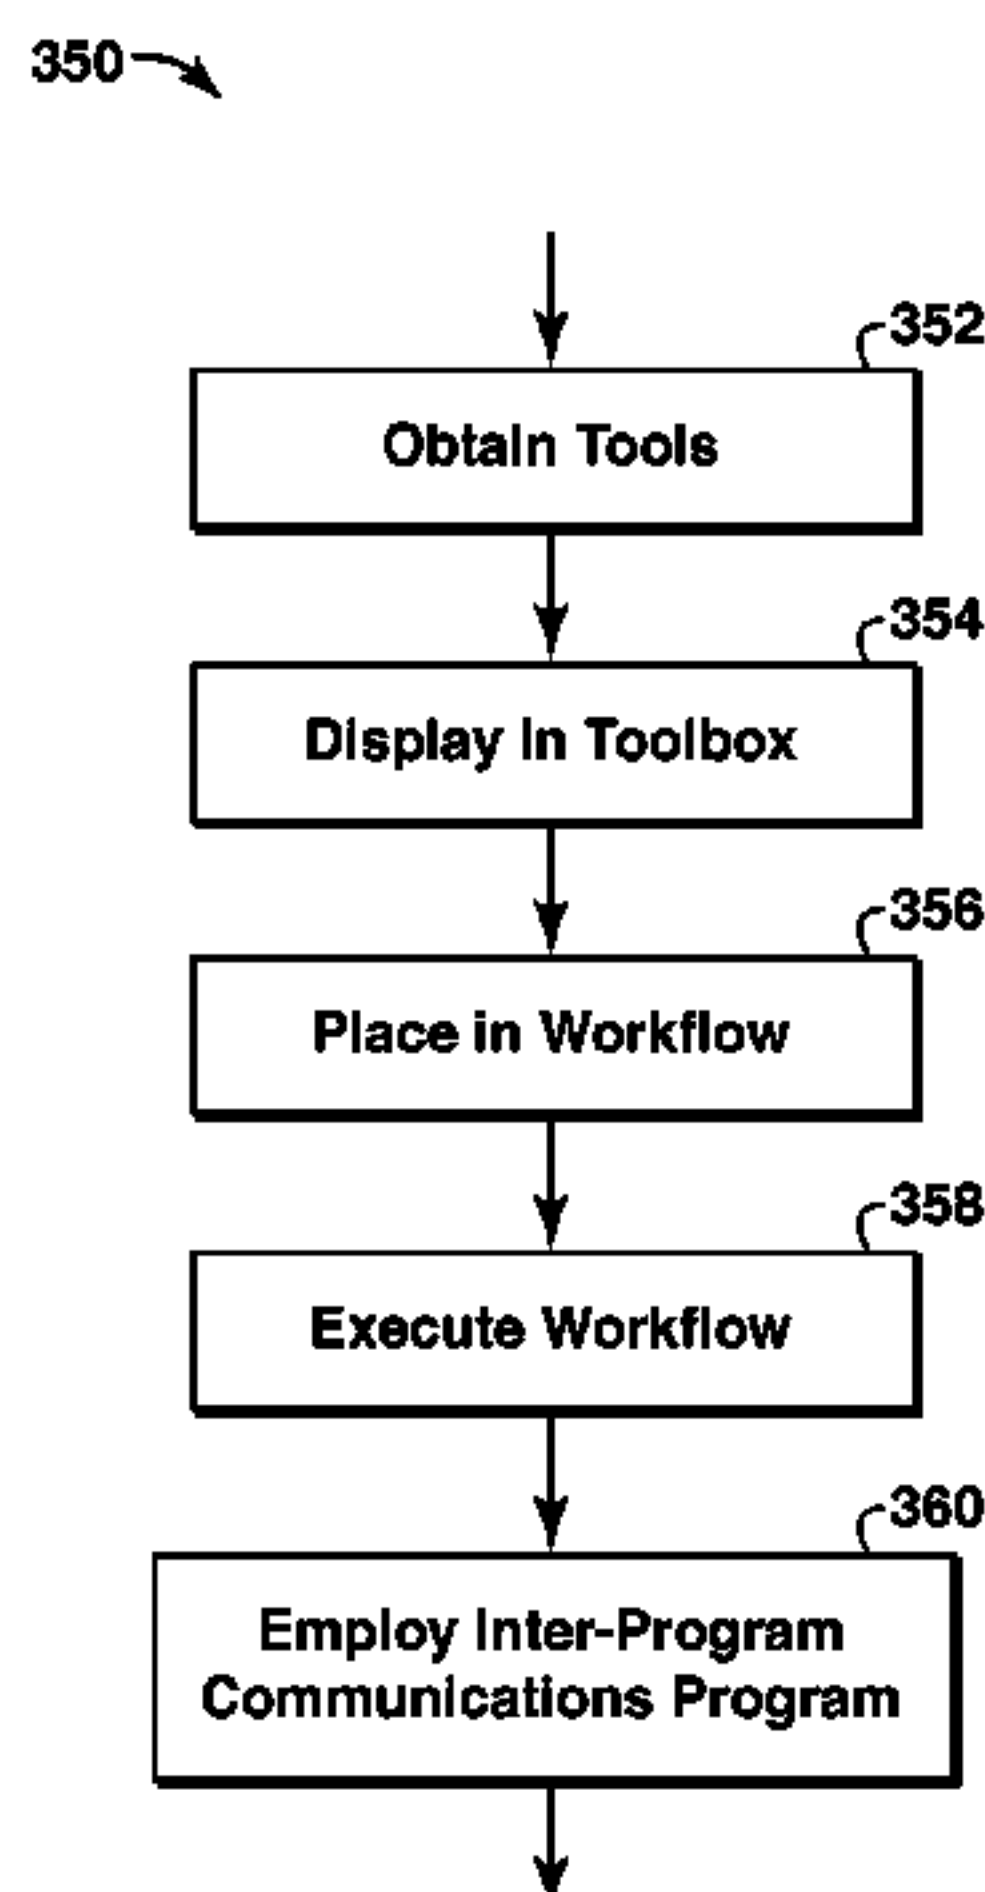 350
352
Obtain Tools
354
Display in Toolbox
356
Place in Workflow
358
Execute Workflow
360
Employ Inter-Program
Communications Program